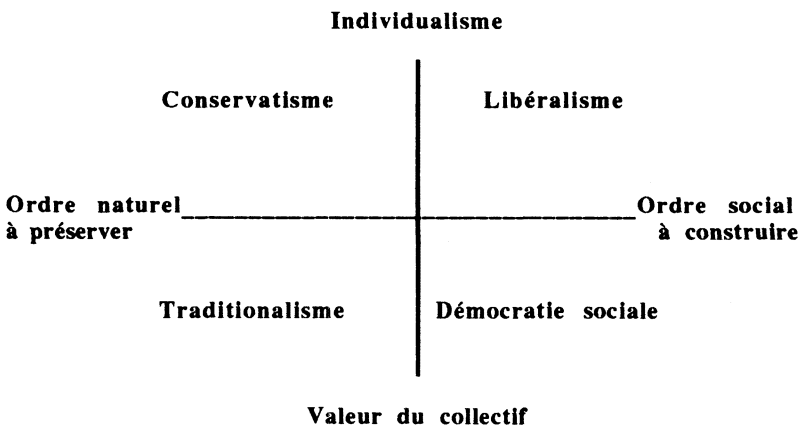 Individualisme
Conservatisme Libéralisme
Ordre naturel
à préserver
Ordre social
à construire
Traditionalisme Démocratie sociale
Valeur du collectif